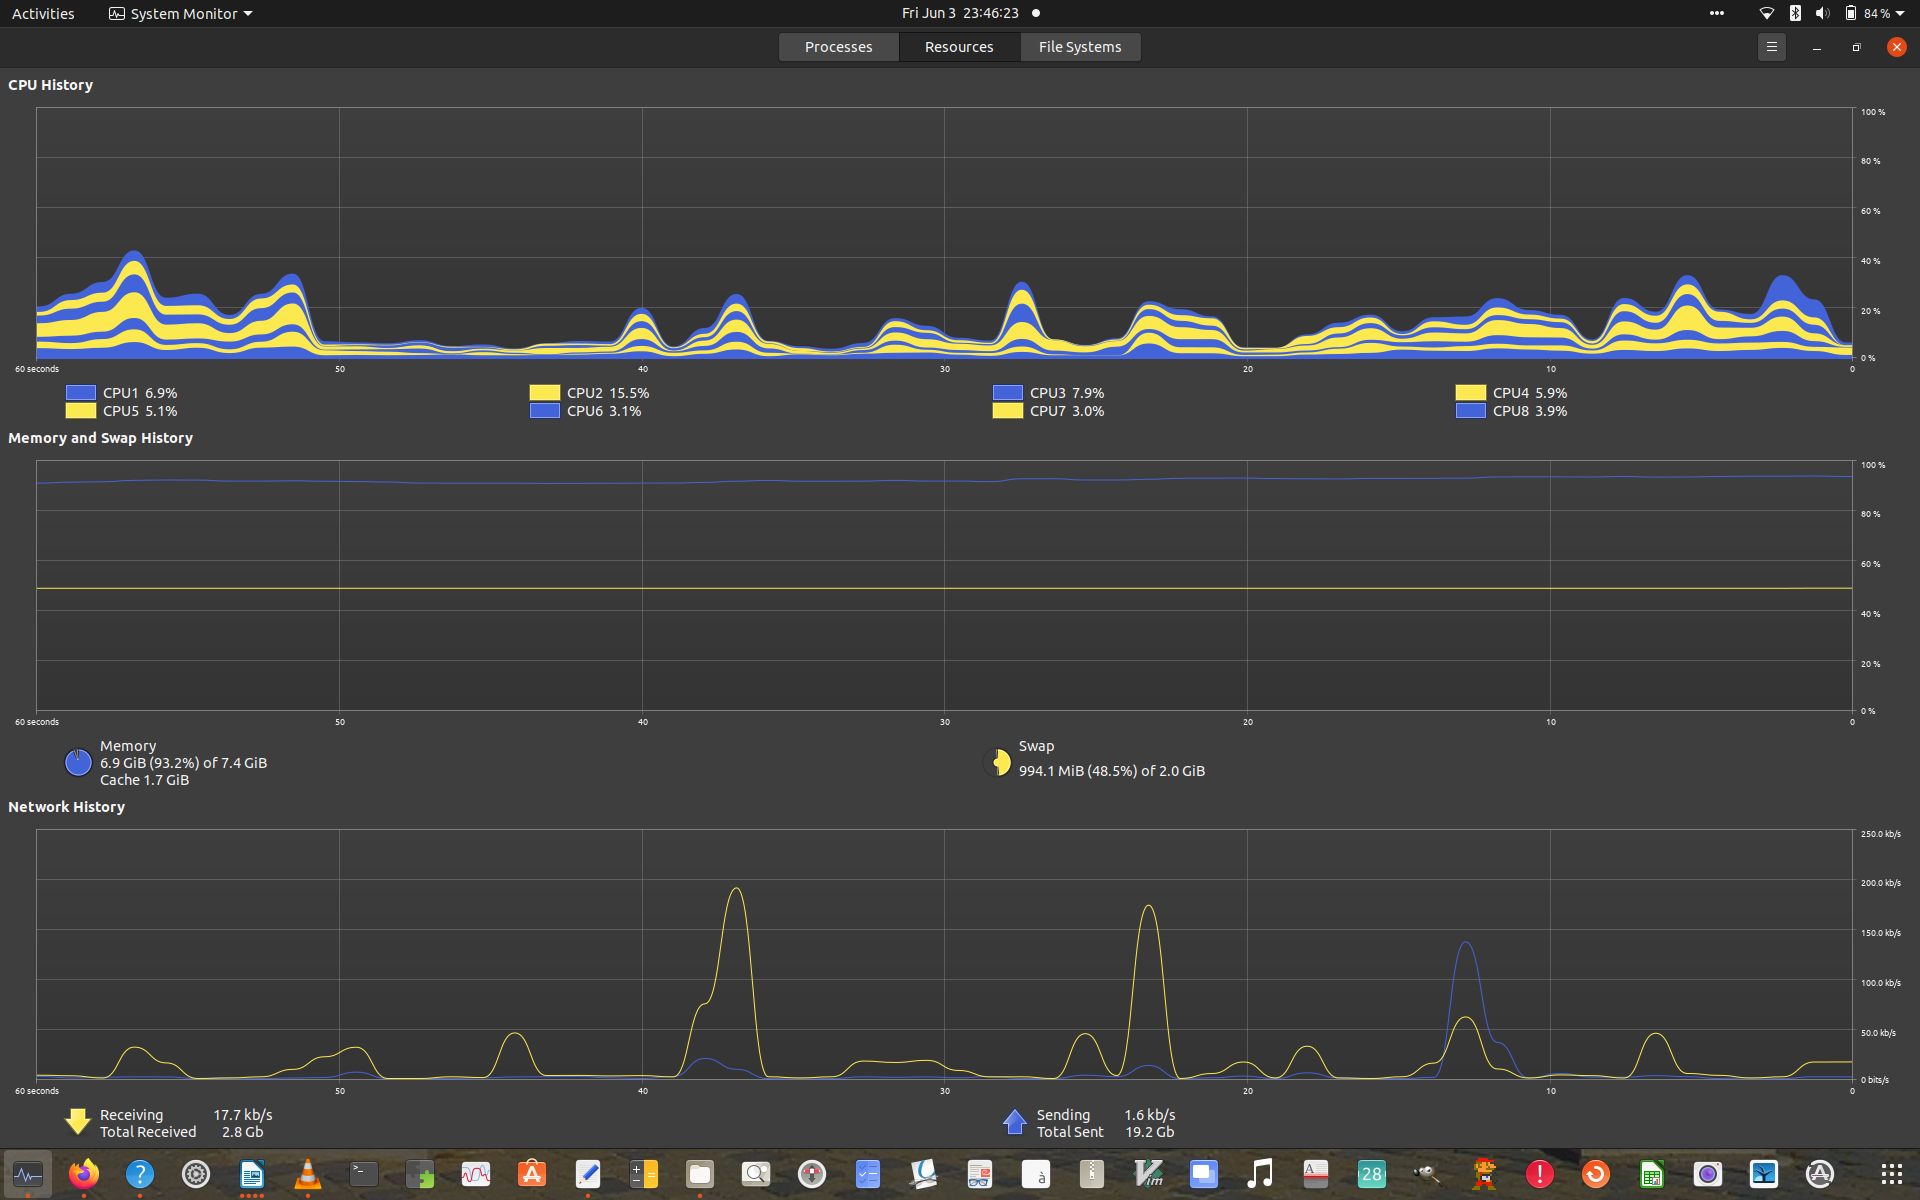 Activities System Monitor Fri Jun 3 23:46:23 84 %
Processes Resources File Systems
CPU History
100 %
80 %
60 %
40 %
20 %
0 %
60 seconds 50 40 30 20 10 0
CPU1 6.9% CPU2 15.5% CPU3 7.9% CPU4 5.9%
CPU5 5.1% CPU6 3.1% CPU7 3.0% CPU8 3.9%
Memory and Swap History
100 %
80 %
60 %
40 %
20 %
0 %
60 seconds 50 40 30 20 10 0
Memory
6.9 GiB (93.2%) of 7.4 GiB
Cache 1.7 GiB
Swap
994.1 MiB (48.5%) of 2.0 GiB
Network History
250.0 kb/s
200.0 kb/s
150.0 kb/s
100.0 kb/s
50.0 kb/s
0 bits/s
60 seconds 50 40 30 20 10 0
Receiving 17.7 kb/s
Total Received 2.8 Gb
Sending 1.6 kb/s
Total Sent 19.2 Gb
? >_ A à Vim A 28 !